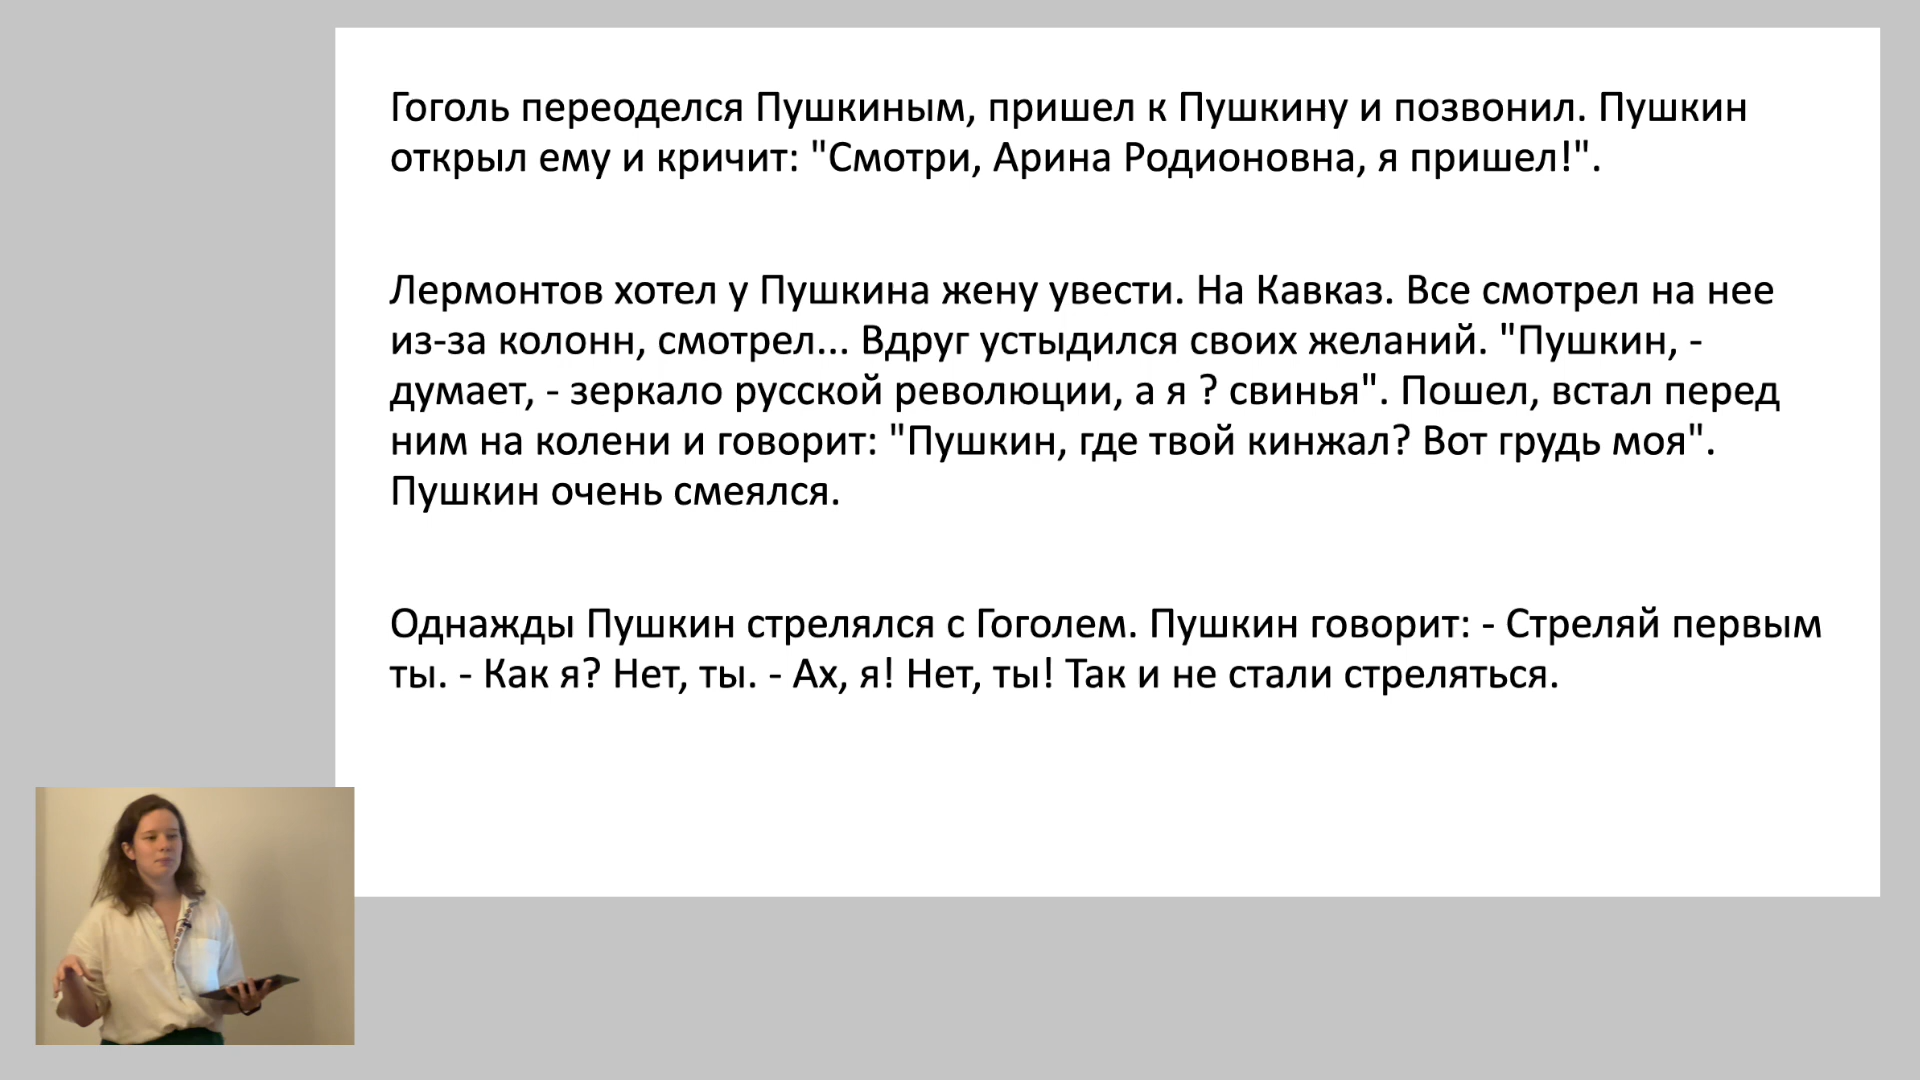 Гоголь переоделся Пушкиным, пришел к Пушкину и позвонил. Пушкин
открыл ему и кричит: "Смотри, Арина Родионовна, я пришел!".
Лермонтов хотел у Пушкина жену увести. На Кавказ. Все смотрел на нее
из-за колонн, смотрел... Вдруг устыдился своих желаний. "Пушкин, -
думает, - зеркало русской революции, а я ? свинья". Пошел, встал перед
ним на колени и говорит: "Пушкин, где твой кинжал? Вот грудь моя".
Пушкин очень смеялся.
Однажды Пушкин стрелялся с Гоголем. Пушкин говорит: - Стреляй первым
ты. - Как я? Нет, ты. - Ах, я! Нет, ты! Так и не стали стреляться.